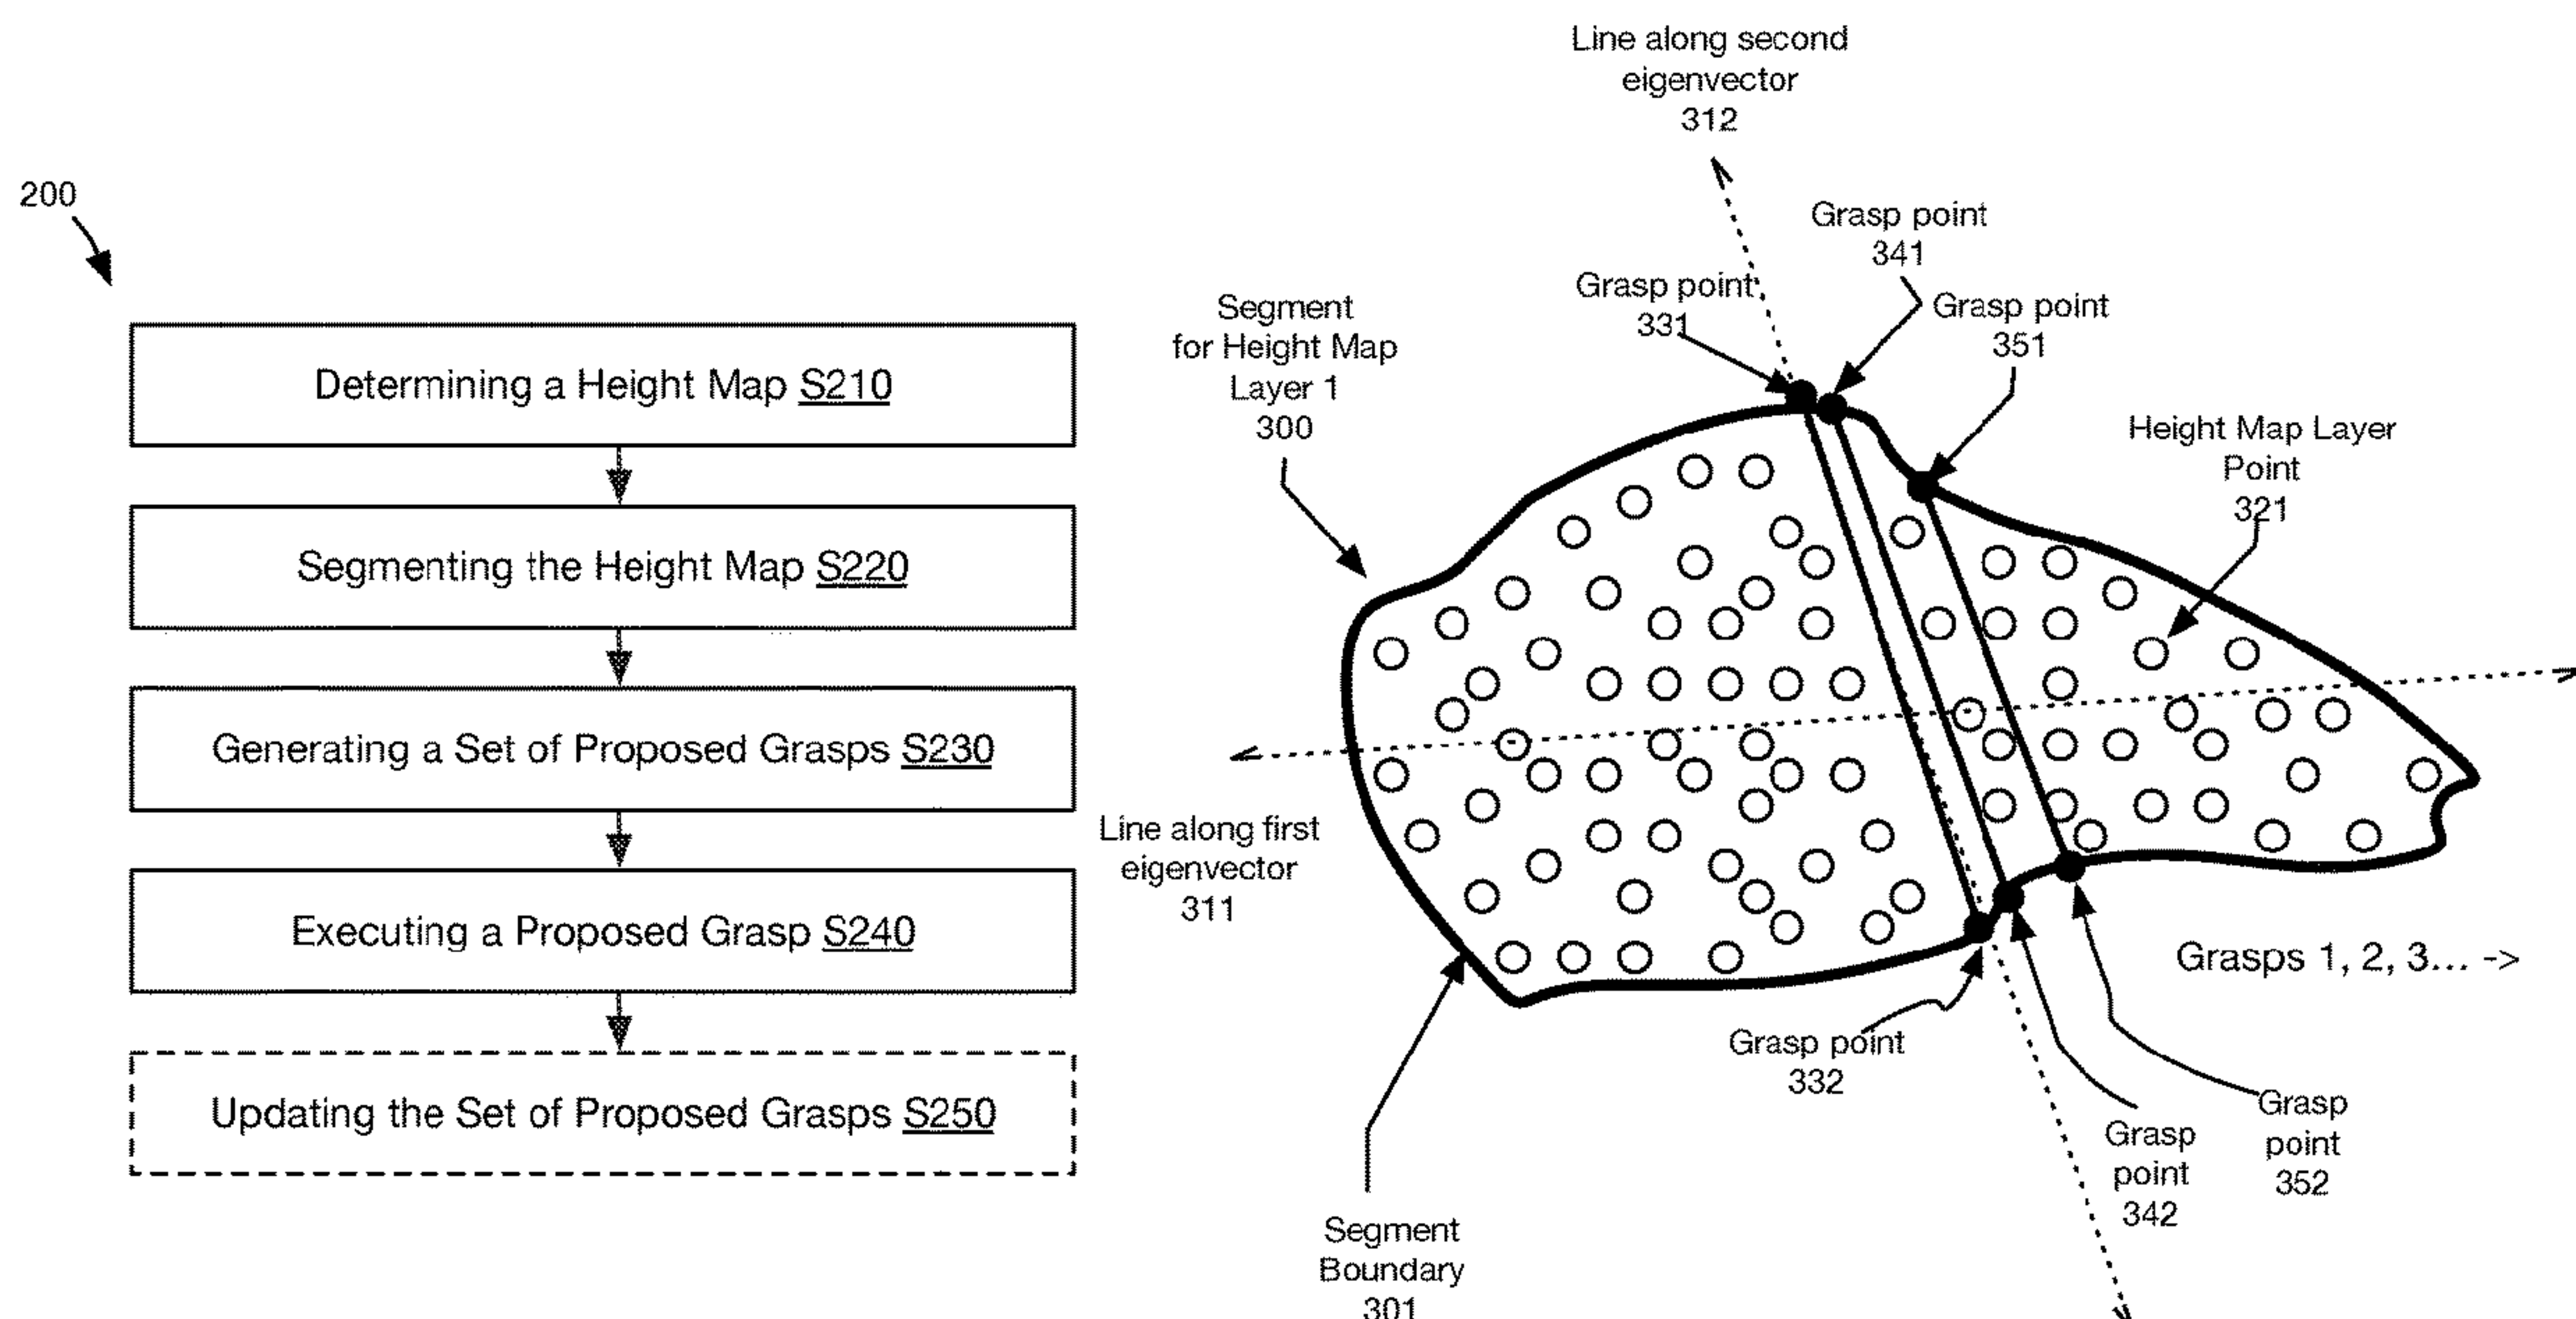 200
Determining a Height Map S210
Segmenting the Height Map S220
Generating a Set of Proposed Grasps S230
Executing a Proposed Grasp S240
Updating the Set of Proposed Grasps S250
Line along second
eigenvector
312
Grasp point
341
Grasp point
331
Grasp point
351
Segment
for Height Map
Layer 1
300
Height Map Layer
Point
321
Line along first
eigenvector
311
Grasps 1, 2, 3... ->
Grasp point
332
Grasp
point
342
Grasp
point
352
Segment
Boundary
301